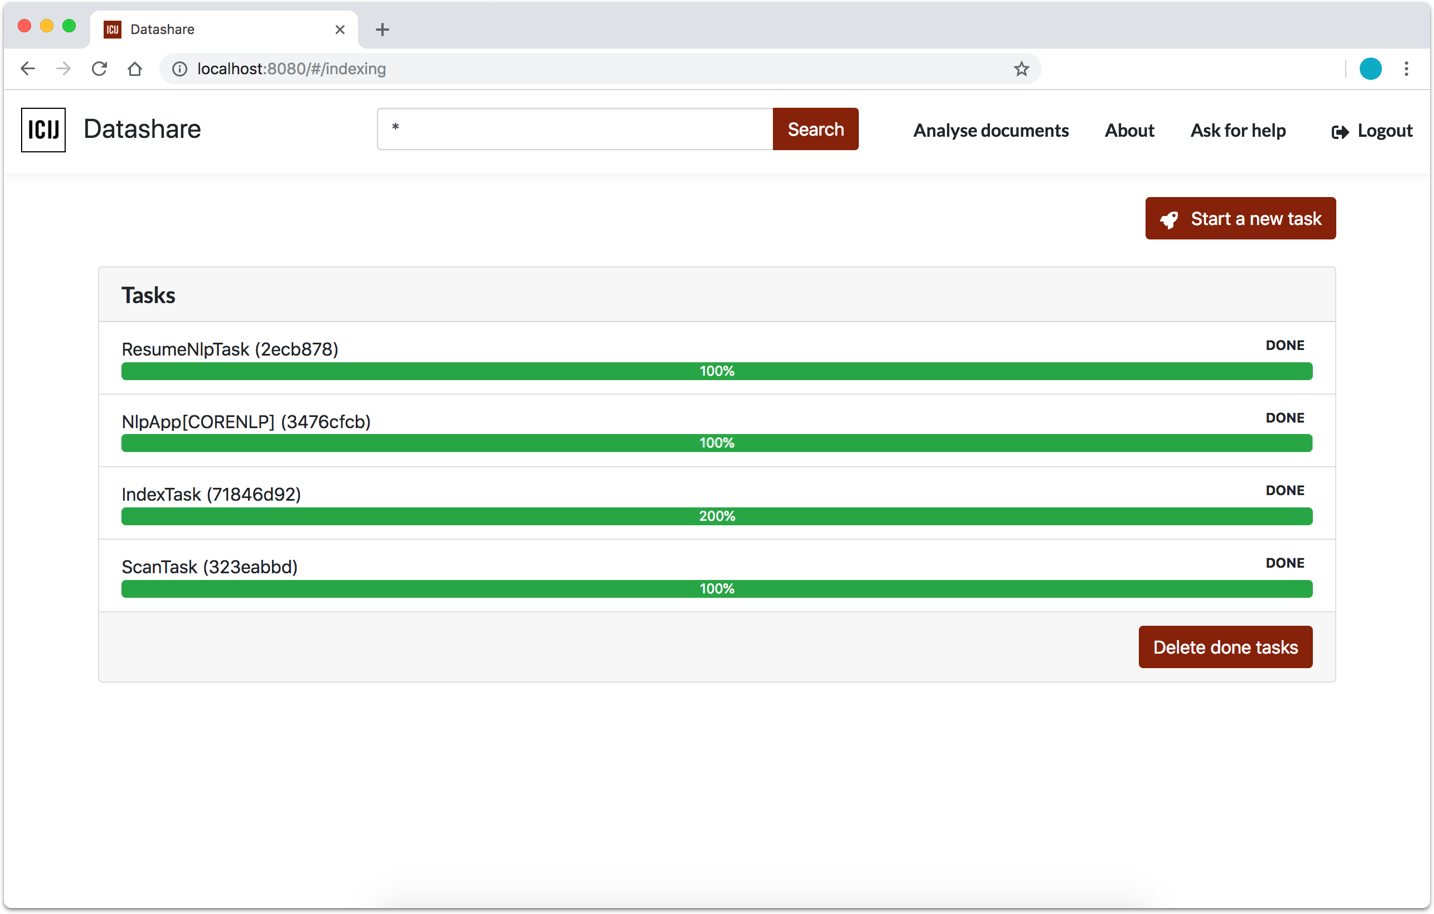 ICIJ Datashare
localhost:8080/#/indexing
ICIJ Datashare * Search Analyse documents About Ask for help Logout
Start a new task
Tasks
ResumeNlpTask (2ecb878) DONE
100%
NlpApp[CORENLP] (3476cfcb) DONE
100%
IndexTask (71846d92) DONE
200%
ScanTask (323eabbd) DONE
100%
Delete done tasks